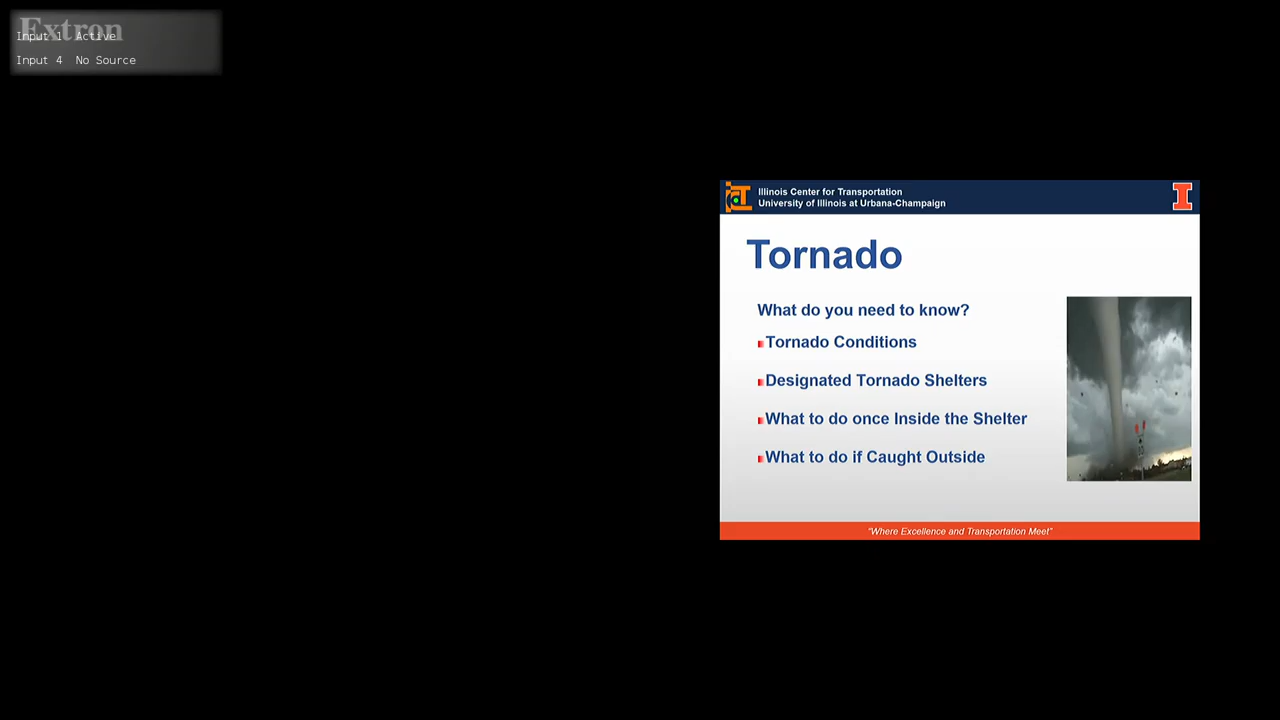 Extron
Input 1 Active
Input 4 No Source
Illinois Center for Transportation
University of Illinois at Urbana-Champaign
I
Tornado
What do you need to know?
Tornado Conditions
Designated Tornado Shelters
What to do once Inside the Shelter
What to do if Caught Outside
"Where Excellence and Transportation Meet"